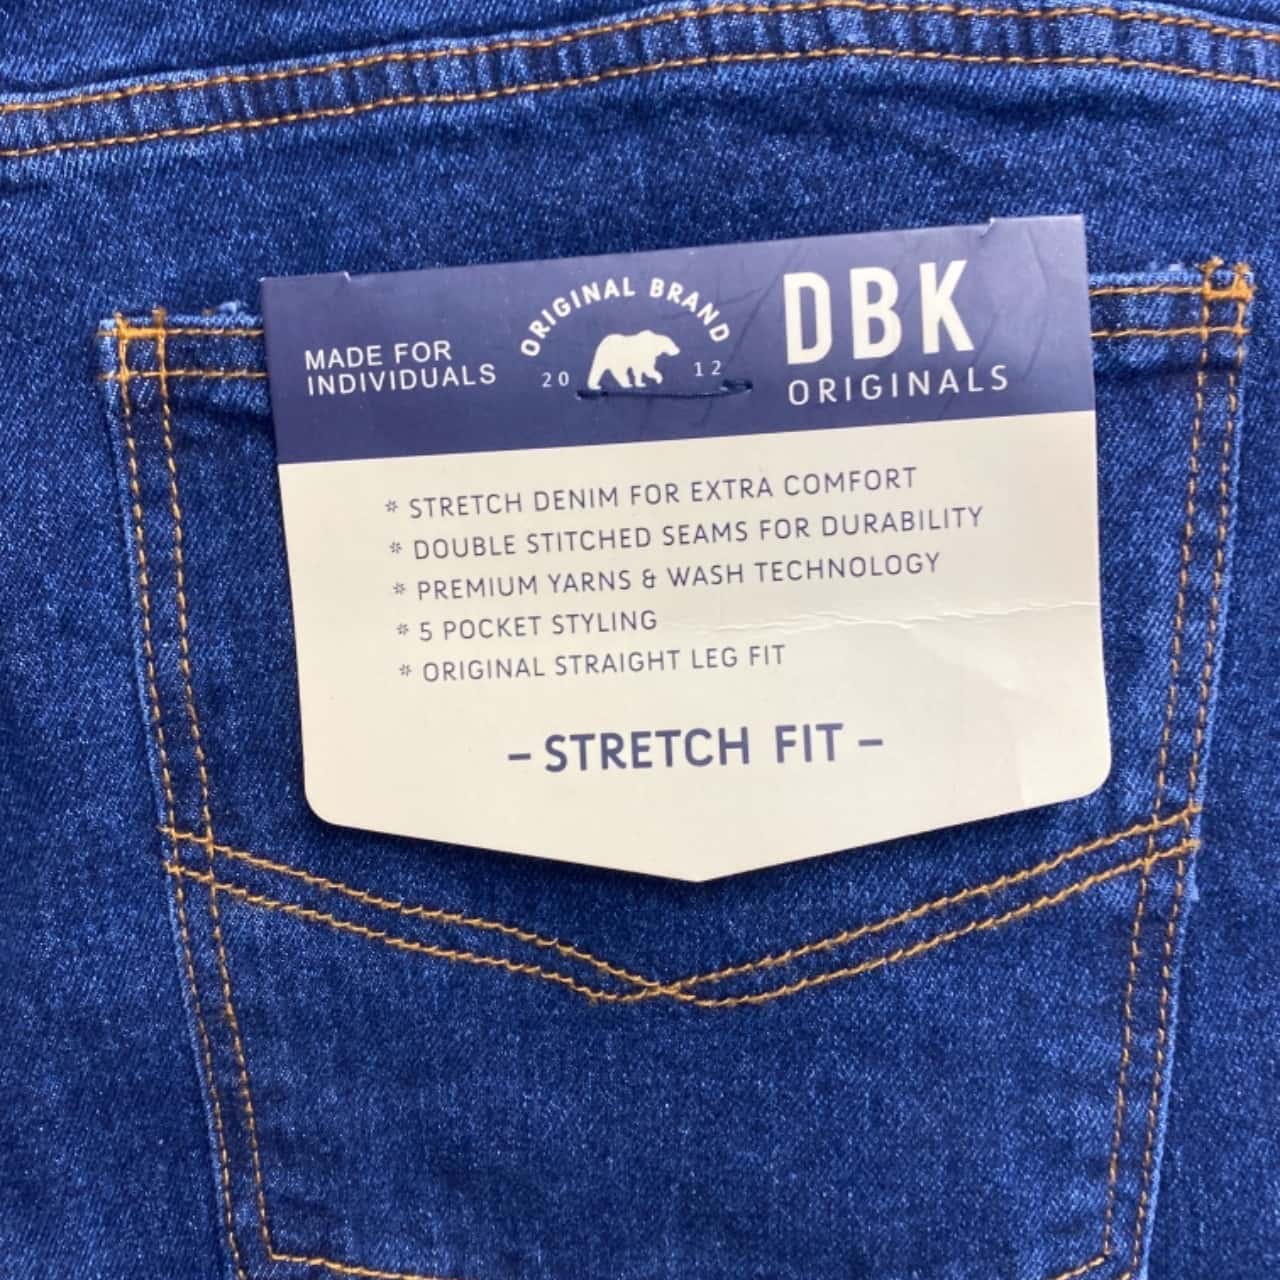 MADE FOR
INDIVIDUALS
ORIGINAL BRAND
20 12
DBK
ORIGINALS
* STRETCH DENIM FOR EXTRA COMFORT
* DOUBLE STITCHED SEAMS FOR DURABILITY
* PREMIUM YARNS & WASH TECHNOLOGY
* 5 POCKET STYLING
* ORIGINAL STRAIGHT LEG FIT
– STRETCH FIT –